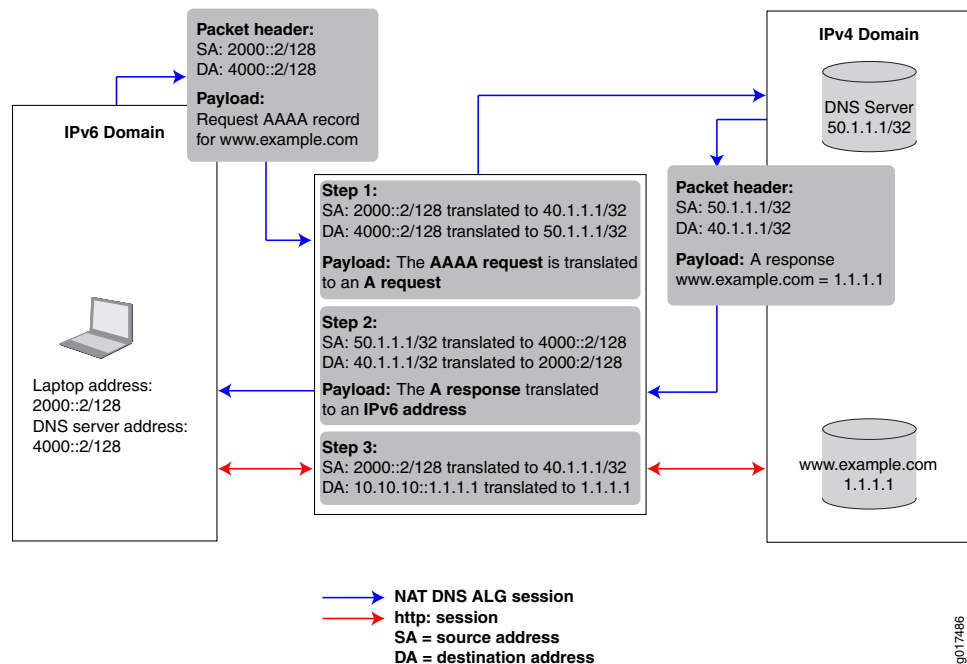 Packet header:
SA: 2000::2/128
DA: 4000::2/128
Payload:
Request AAAA record
for www.example.com
IPv6 Domain
Laptop address:
2000::2/128
DNS server address:
4000::2/128
Step 1:
SA: 2000::2/128 translated to 40.1.1.1/32
DA: 4000::2/128 translated to 50.1.1.1/32
Payload: The AAAA request is translated
to an A request
Step 2:
SA: 50.1.1.1/32 translated to 4000::2/128
DA: 40.1.1.1/32 translated to 2000:2/128
Payload: The A response translated
to an IPv6 address
Step 3:
SA: 2000::2/128 translated to 40.1.1.1/32
DA: 10.10.10::1.1.1.1 translated to 1.1.1.1
IPv4 Domain
DNS Server
50.1.1.1/32
Packet header:
SA: 50.1.1.1/32
DA: 40.1.1.1/32
Payload: A response
www.example.com = 1.1.1.1
www.example.com
1.1.1.1
NAT DNS ALG session
http: session
SA = source address
DA = destination address
g017486